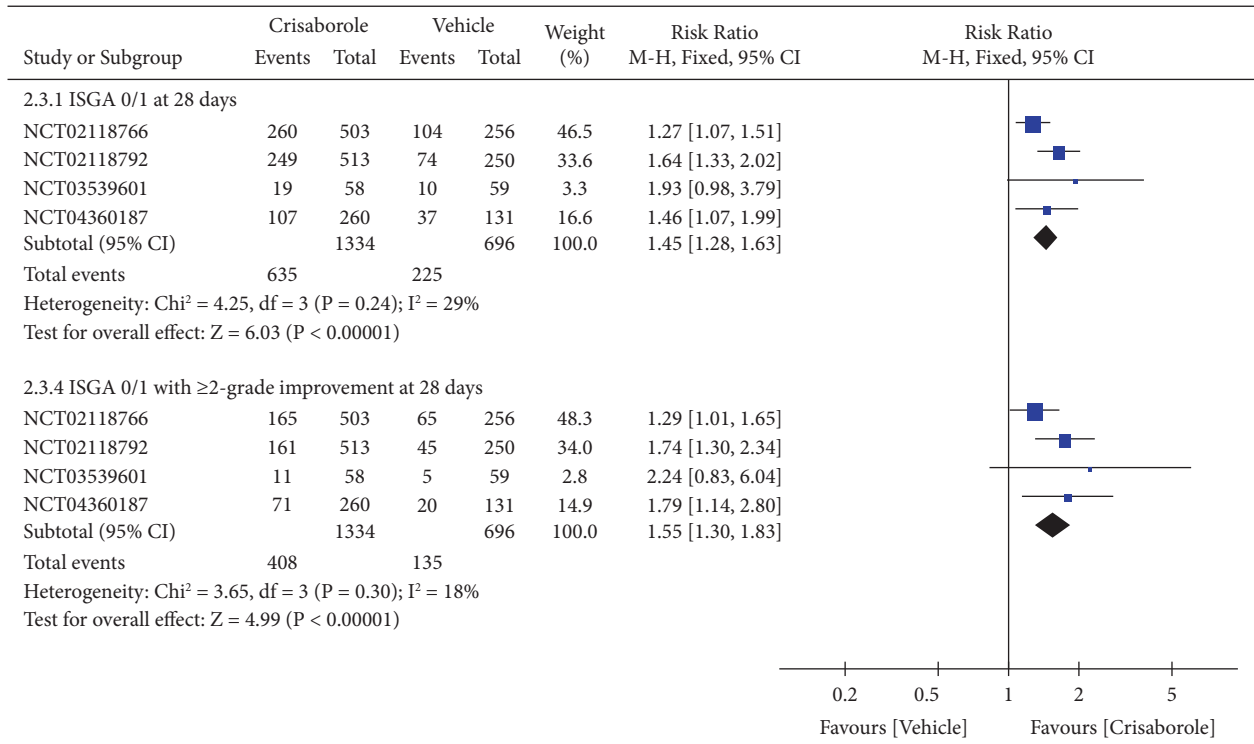 Crisaborole Vehicle Weight Risk Ratio Risk Ratio
Study or Subgroup Events Total Events Total (%) M-H, Fixed, 95% CI M-H, Fixed, 95% CI
2.3.1 ISGA 0/1 at 28 days
NCT02118766 260 503 104 256 46.5 1.27 [1.07, 1.51]
NCT02118792 249 513 74 250 33.6 1.64 [1.33, 2.02]
NCT03539601 19 58 10 59 3.3 1.93 [0.98, 3.79]
NCT04360187 107 260 37 131 16.6 1.46 [1.07, 1.99]
Subtotal (95% CI) 1334 696 100.0 1.45 [1.28, 1.63]
Total events 635 225
Heterogeneity: Chi² = 4.25, df = 3 (P = 0.24); I² = 29%
Test for overall effect: Z = 6.03 (P < 0.00001)
2.3.4 ISGA 0/1 with ≥2-grade improvement at 28 days
NCT02118766 165 503 65 256 48.3 1.29 [1.01, 1.65]
NCT02118792 161 513 45 250 34.0 1.74 [1.30, 2.34]
NCT03539601 11 58 5 59 2.8 2.24 [0.83, 6.04]
NCT04360187 71 260 20 131 14.9 1.79 [1.14, 2.80]
Subtotal (95% CI) 1334 696 100.0 1.55 [1.30, 1.83]
Total events 408 135
Heterogeneity: Chi² = 3.65, df = 3 (P = 0.30); I² = 18%
Test for overall effect: Z = 4.99 (P < 0.00001)
0.2 0.5 1 2 5
Favours [Vehicle] Favours [Crisaborole]